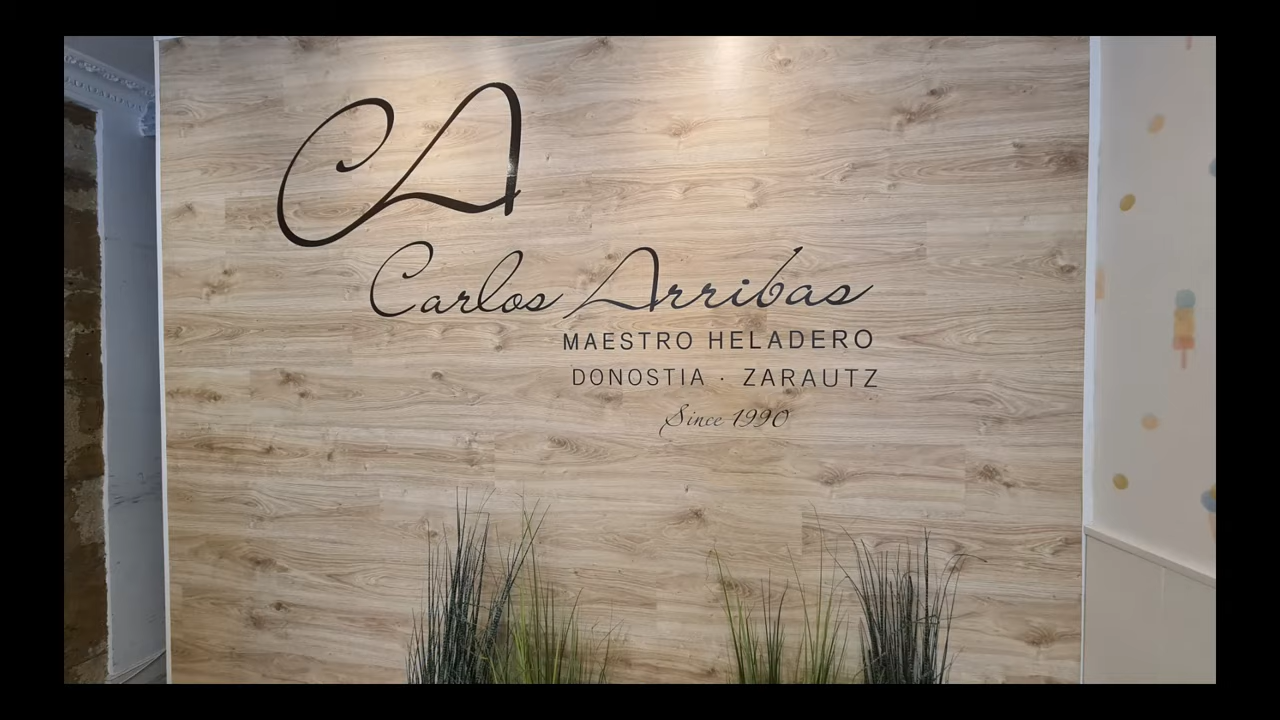 CA
Carlos Arribas
MAESTRO HELADERO
DONOSTIA · ZARAUTZ
Since 1990